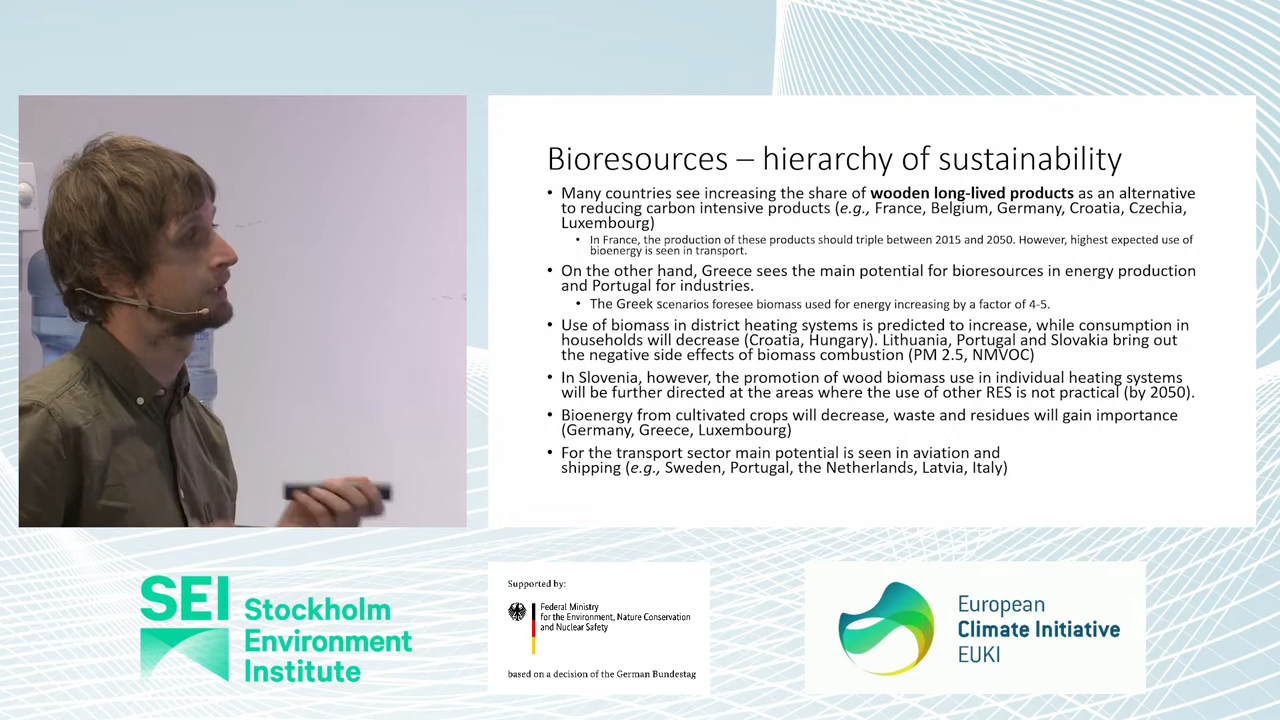 Bioresources – hierarchy of sustainability
• Many countries see increasing the share of wooden long-lived products as an alternative
to reducing carbon intensive products (e.g., France, Belgium, Germany, Croatia, Czechia,
Luxembourg)
• In France, the production of these products should triple between 2015 and 2050. However, highest expected use of
bioenergy is seen in transport.
• On the other hand, Greece sees the main potential for bioresources in energy production
and Portugal for industries.
• The Greek scenarios foresee biomass used for energy increasing by a factor of 4-5.
• Use of biomass in district heating systems is predicted to increase, while consumption in
households will decrease (Croatia, Hungary). Lithuania, Portugal and Slovakia bring out
the negative side effects of biomass combustion (PM 2.5, NMVOC)
• In Slovenia, however, the promotion of wood biomass use in individual heating systems
will be further directed at the areas where the use of other RES is not practical (by 2050).
• Bioenergy from cultivated crops will decrease, waste and residues will gain importance
(Germany, Greece, Luxembourg)
• For the transport sector main potential is seen in aviation and
shipping (e.g., Sweden, Portugal, the Netherlands, Latvia, Italy)
SEI Stockholm
Environment
Institute
Supported by:
Federal Ministry
for the Environment, Nature Conservation
and Nuclear Safety
based on a decision of the German Bundestag
European
Climate Initiative
EUKI